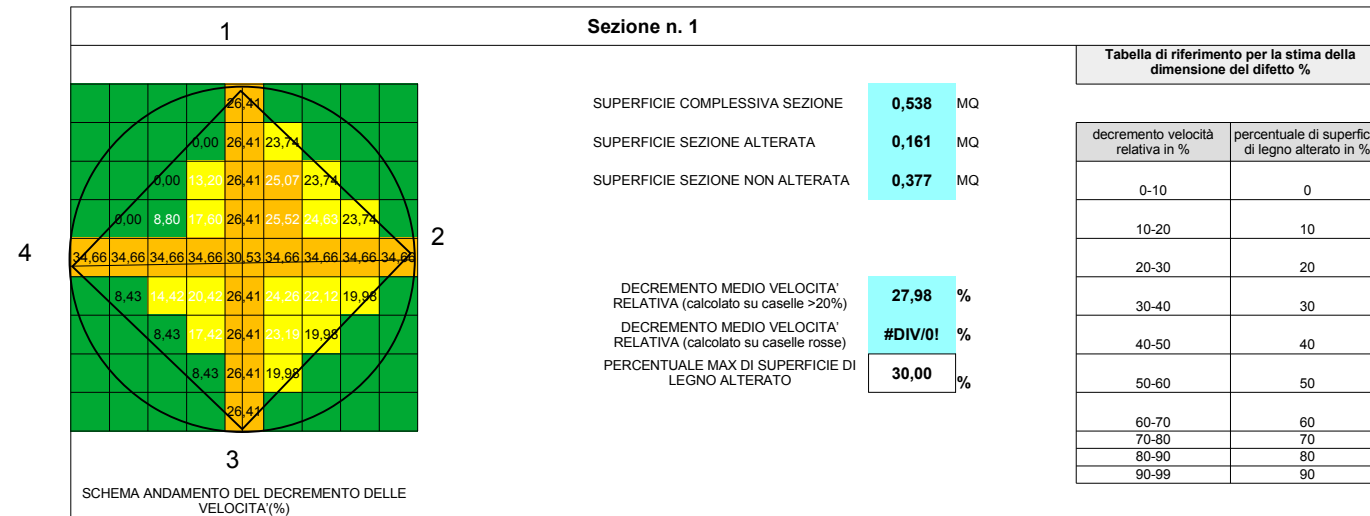 Sezione n. 1
1
Tabella di riferimento per la stima della
dimensione del difetto %
26,41
0,00 26,41 23,74
0,00 13,20 26,41 25,07 23,74
0,00 8,80 17,60 26,41 25,52 24,63 23,74
34,66 34,66 34,66 34,66 30,53 34,66 34,66 34,66 34,66
8,43 14,42 20,42 26,41 24,26 22,12 19,98
8,43 17,42 26,41 23,19 19,98
8,43 26,41 19,98
26,41
4
2
3
SCHEMA ANDAMENTO DEL DECREMENTO DELLE
VELOCITA'(%)
SUPERFICIE COMPLESSIVA SEZIONE 0,538 MQ
SUPERFICIE SEZIONE ALTERATA 0,161 MQ
SUPERFICIE SEZIONE NON ALTERATA 0,377 MQ
DECREMENTO MEDIO VELOCITA'
RELATIVA (calcolato su caselle >20%) 27,98 %
DECREMENTO MEDIO VELOCITA'
RELATIVA (calcolato su caselle rosse) #DIV/0! %
PERCENTUALE MAX DI SUPERFICIE DI
LEGNO ALTERATO 30,00 %
decremento velocità percentuale di superfic
relativa in % di legno alterato in %
0-10 0
10-20 10
20-30 20
30-40 30
40-50 40
50-60 50
60-70 60
70-80 70
80-90 80
90-99 90